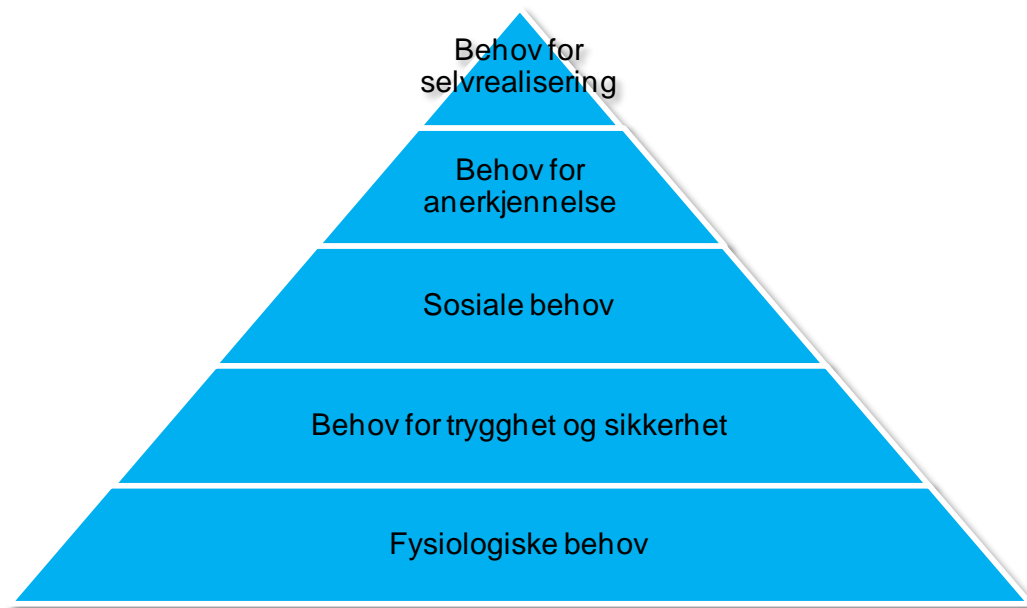 Behov for
selvrealisering
Behov for
anerkjennelse
Sosiale behov
Behov for trygghet og sikkerhet
Fysiologiske behov